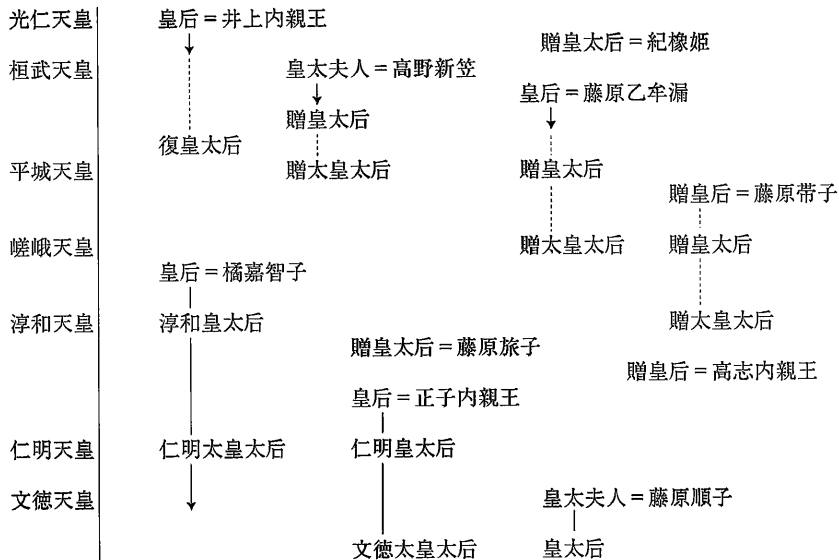 光仁天皇 皇后＝井上内親王
贈皇太后＝紀橡姫
桓武天皇 皇太夫人＝高野新笠
皇后＝藤原乙牟漏
贈皇太后
復皇太后
平城天皇 贈太皇太后 贈皇太后
贈皇后＝藤原帯子
嵯峨天皇 贈太皇太后 贈皇太后
皇后＝橘嘉智子
淳和天皇 淳和皇太后 贈太皇太后
贈皇太后＝藤原旅子
贈皇后＝高志内親王
皇后＝正子内親王
仁明天皇 仁明太皇太后 仁明皇太后
文徳天皇 皇太夫人＝藤原順子
文徳太皇太后 皇太后